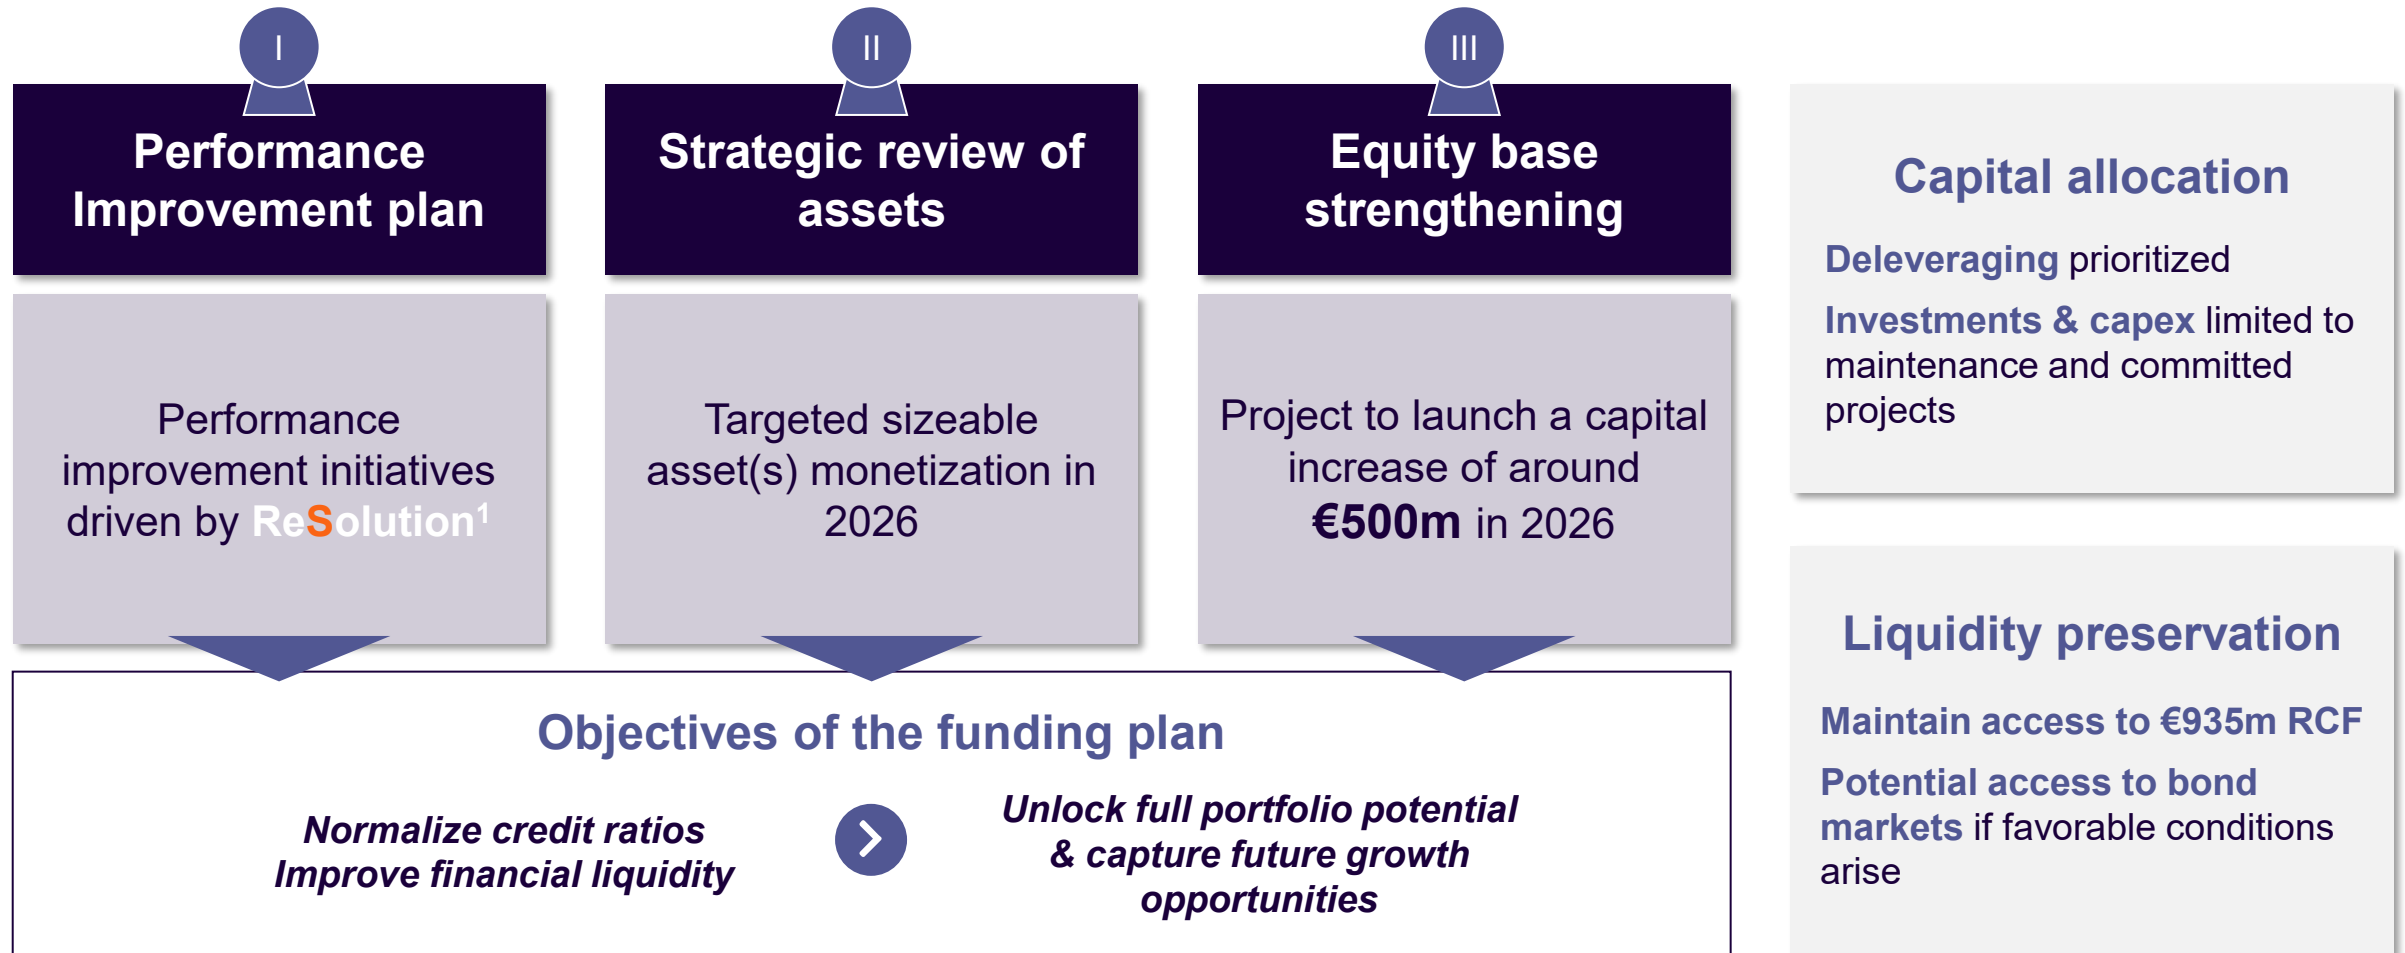 I
Performance
Improvement plan
Performance
improvement initiatives
driven by ReSolution¹
II
Strategic review of
assets
Targeted sizeable
asset(s) monetization in
2026
III
Equity base
strengthening
Project to launch a capital
increase of around
€500m in 2026
Objectives of the funding plan
Normalize credit ratios
Improve financial liquidity
Unlock full portfolio potential
& capture future growth
opportunities
Capital allocation
Deleveraging prioritized
Investments & capex limited to
maintenance and committed
projects
Liquidity preservation
Maintain access to €935m RCF
Potential access to bond
markets if favorable conditions
arise